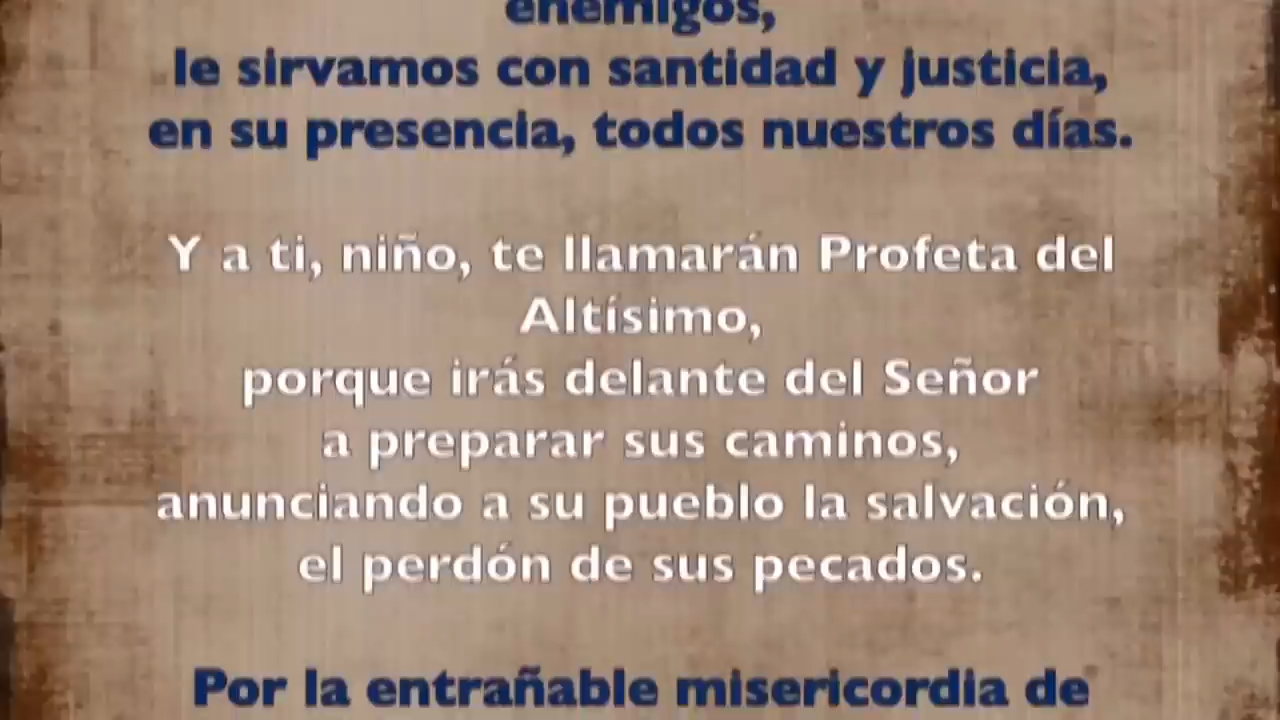 enemigos,
le sirvamos con santidad y justicia,
en su presencia, todos nuestros días.
Y a ti, niño, te llamarán Profeta del
Altísimo,
porque irás delante del Señor
a preparar sus caminos,
anunciando a su pueblo la salvación,
el perdón de sus pecados.
Por la entrañable misericordia de